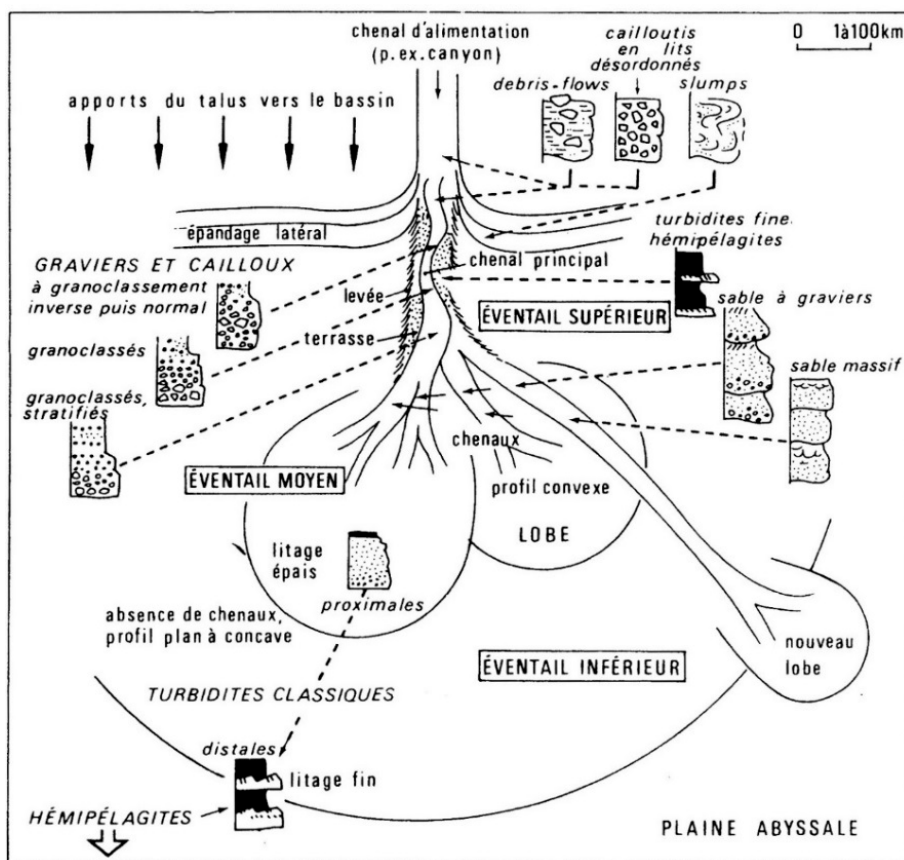 chenal d'alimentation
(p.ex.canyon)
0 1à100km
cailloutis
en lits
désordonnés
debris-flows
slumps
apports du talus vers le bassin
épandage latéral
turbidites fine
hémipélagites
chenal principal
GRAVIERS ET CAILLOUX
à granoclassement
inverse puis normal
levée
sable à graviers
ÉVENTAIL SUPÉRIEUR
terrasse
granoclassés
sable massif
granoclassés,
stratifiés
chenaux
ÉVENTAIL MOYEN
profil convexe
LOBE
litage
épais
proximales
absence de chenaux,
profil plan à concave
nouveau
lobe
ÉVENTAIL INFÉRIEUR
TURBIDITES CLASSIQUES
distales
litage fin
HÉMIPÉLAGITES
PLAINE ABYSSALE